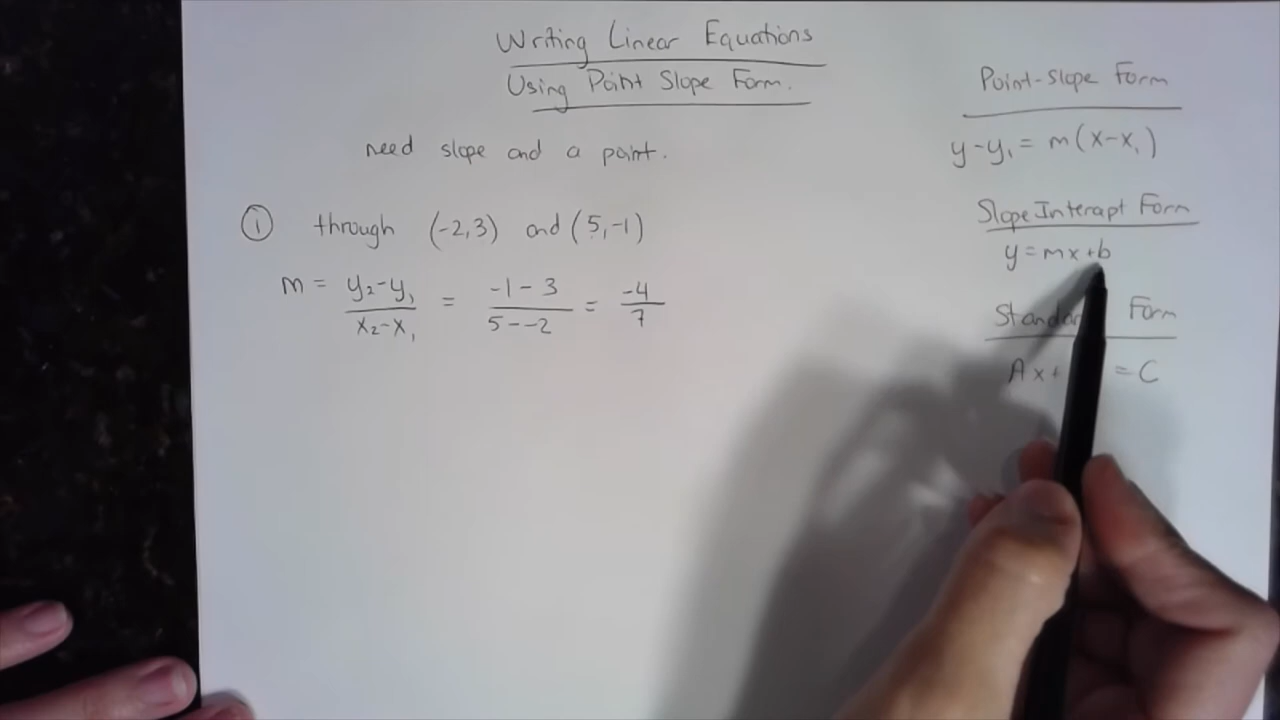 Writing Linear Equations
Using Point Slope Form.
need slope and a point.
① through (-2,3) and (5,-1)
m = y₂-y₁ / x₂-x₁ = -1-3 / 5--2 = -4 / 7
Point-Slope Form
y-y₁ = m(x-x₁)
Slope Interapt Form
y=mx+b
Form
Ax+ = C